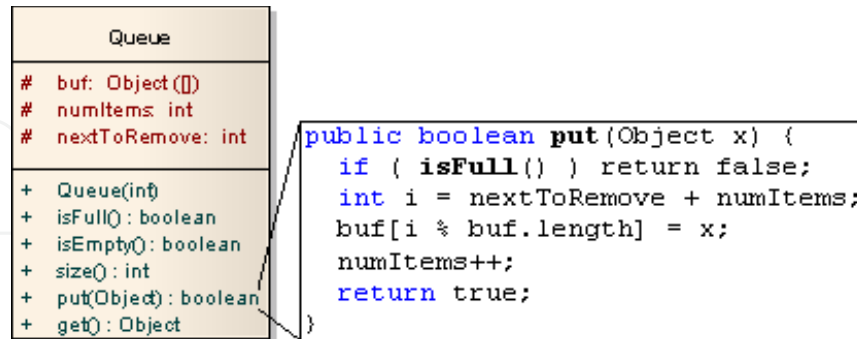 Queue
# buf: Object ([])
# numItems: int
# nextToRemove: int
+ Queue(int)
+ isFull() : boolean
+ isEmpty() : boolean
+ size() : int
+ put(Object) : boolean
+ get() : Object
public boolean put(Object x) {
if ( isFull() ) return false;
int i = nextToRemove + numItems;
buf[i % buf.length] = x;
numItems++;
return true;
}